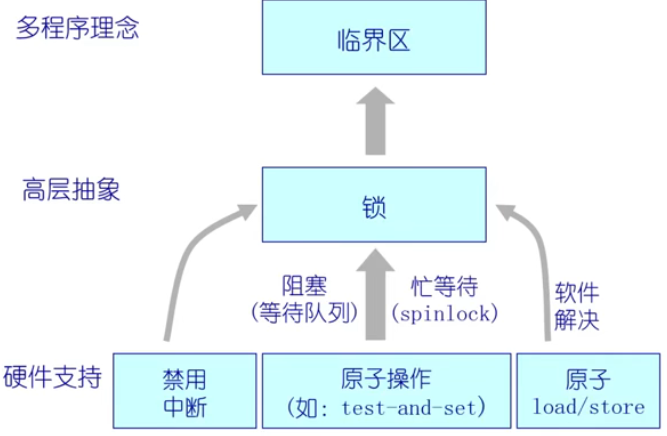 多程序理念
临界区
高层抽象
锁
阻塞
(等待队列)
忙等待
(spinlock)
软件
解决
硬件支持
禁用
中断
原子操作
(如: test-and-set)
原子
load/store